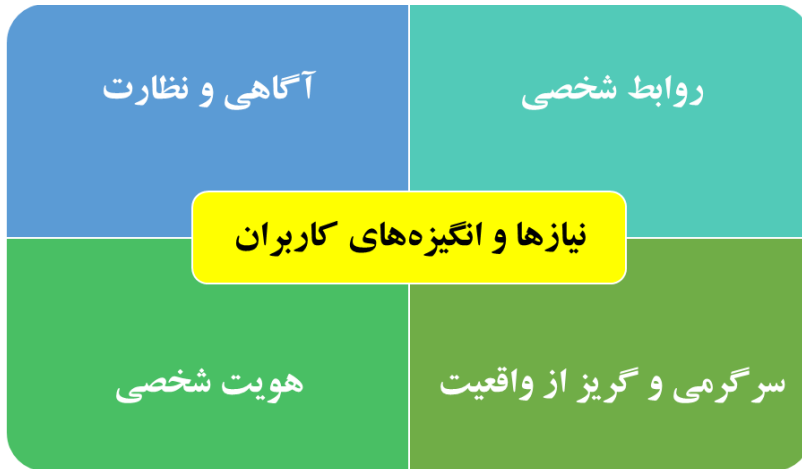 روابط شخصی
آگاهی و نظارت
نیازها و انگیزه‌های کاربران
سرگرمی و گریز از واقعیت
هویت شخصی